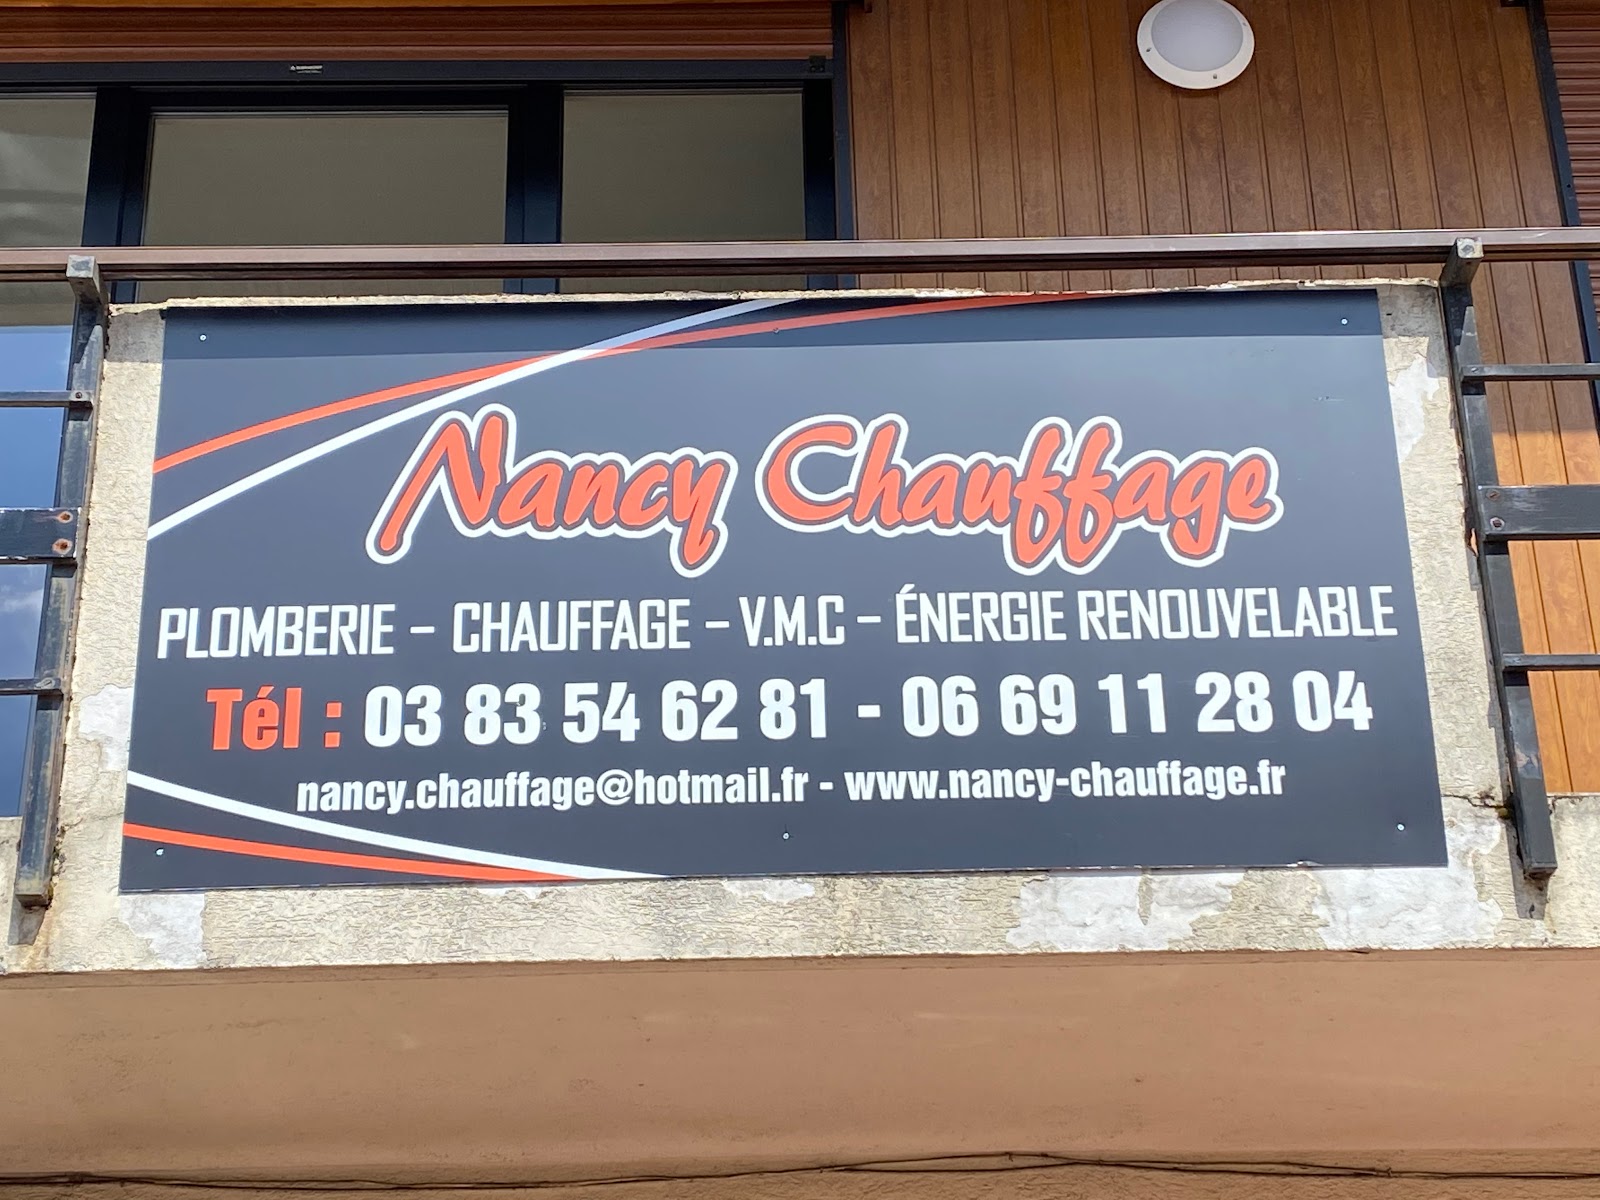 Nancy Chauffage
PLOMBERIE – CHAUFFAGE – V.M.C – ÉNERGIE RENOUVELABLE
Tél : 03 83 54 62 81 - 06 69 11 28 04
nancy.chauffage@hotmail.fr - www.nancy-chauffage.fr